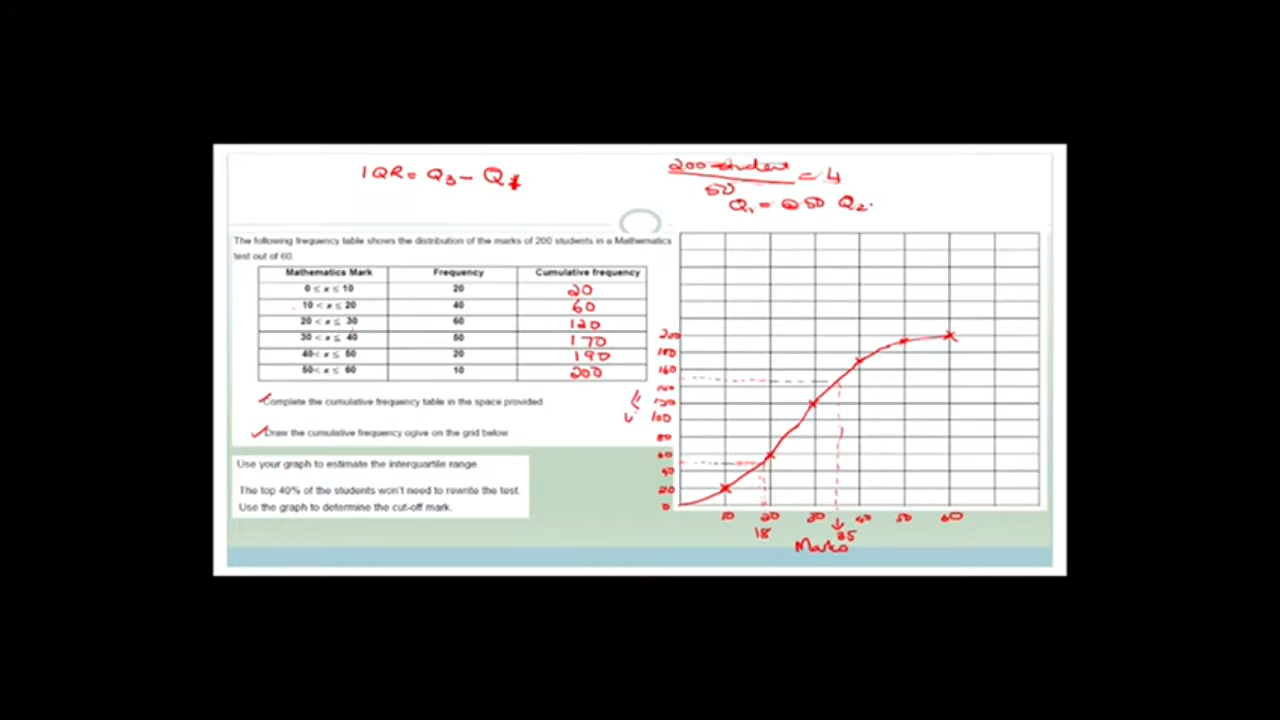 IQR = Q3 - Q1
200 student
50
= 4
Q1 = 50 Q2.
The following frequency table shows the distribution of the marks of 200 students in a Mathematics
test out of 60.
Mathematics Mark Frequency Cumulative frequency
0 ≤ x ≤ 10 20 20
10 < x ≤ 20 40 60
20 < x ≤ 30 60 120
30 < x ≤ 40 50 170
40 < x ≤ 50 20 190
50 < x ≤ 60 10 200
Complete the cumulative frequency table in the space provided
Draw the cumulative frequency ogive on the grid below
Use your graph to estimate the interquartile range.
The top 40% of the students won't need to rewrite the test.
Use the graph to determine the cut-off mark.
200
180
160
140
120
100
80
60
40
20
0
10 20 30 40 50 60
18 35
Marks